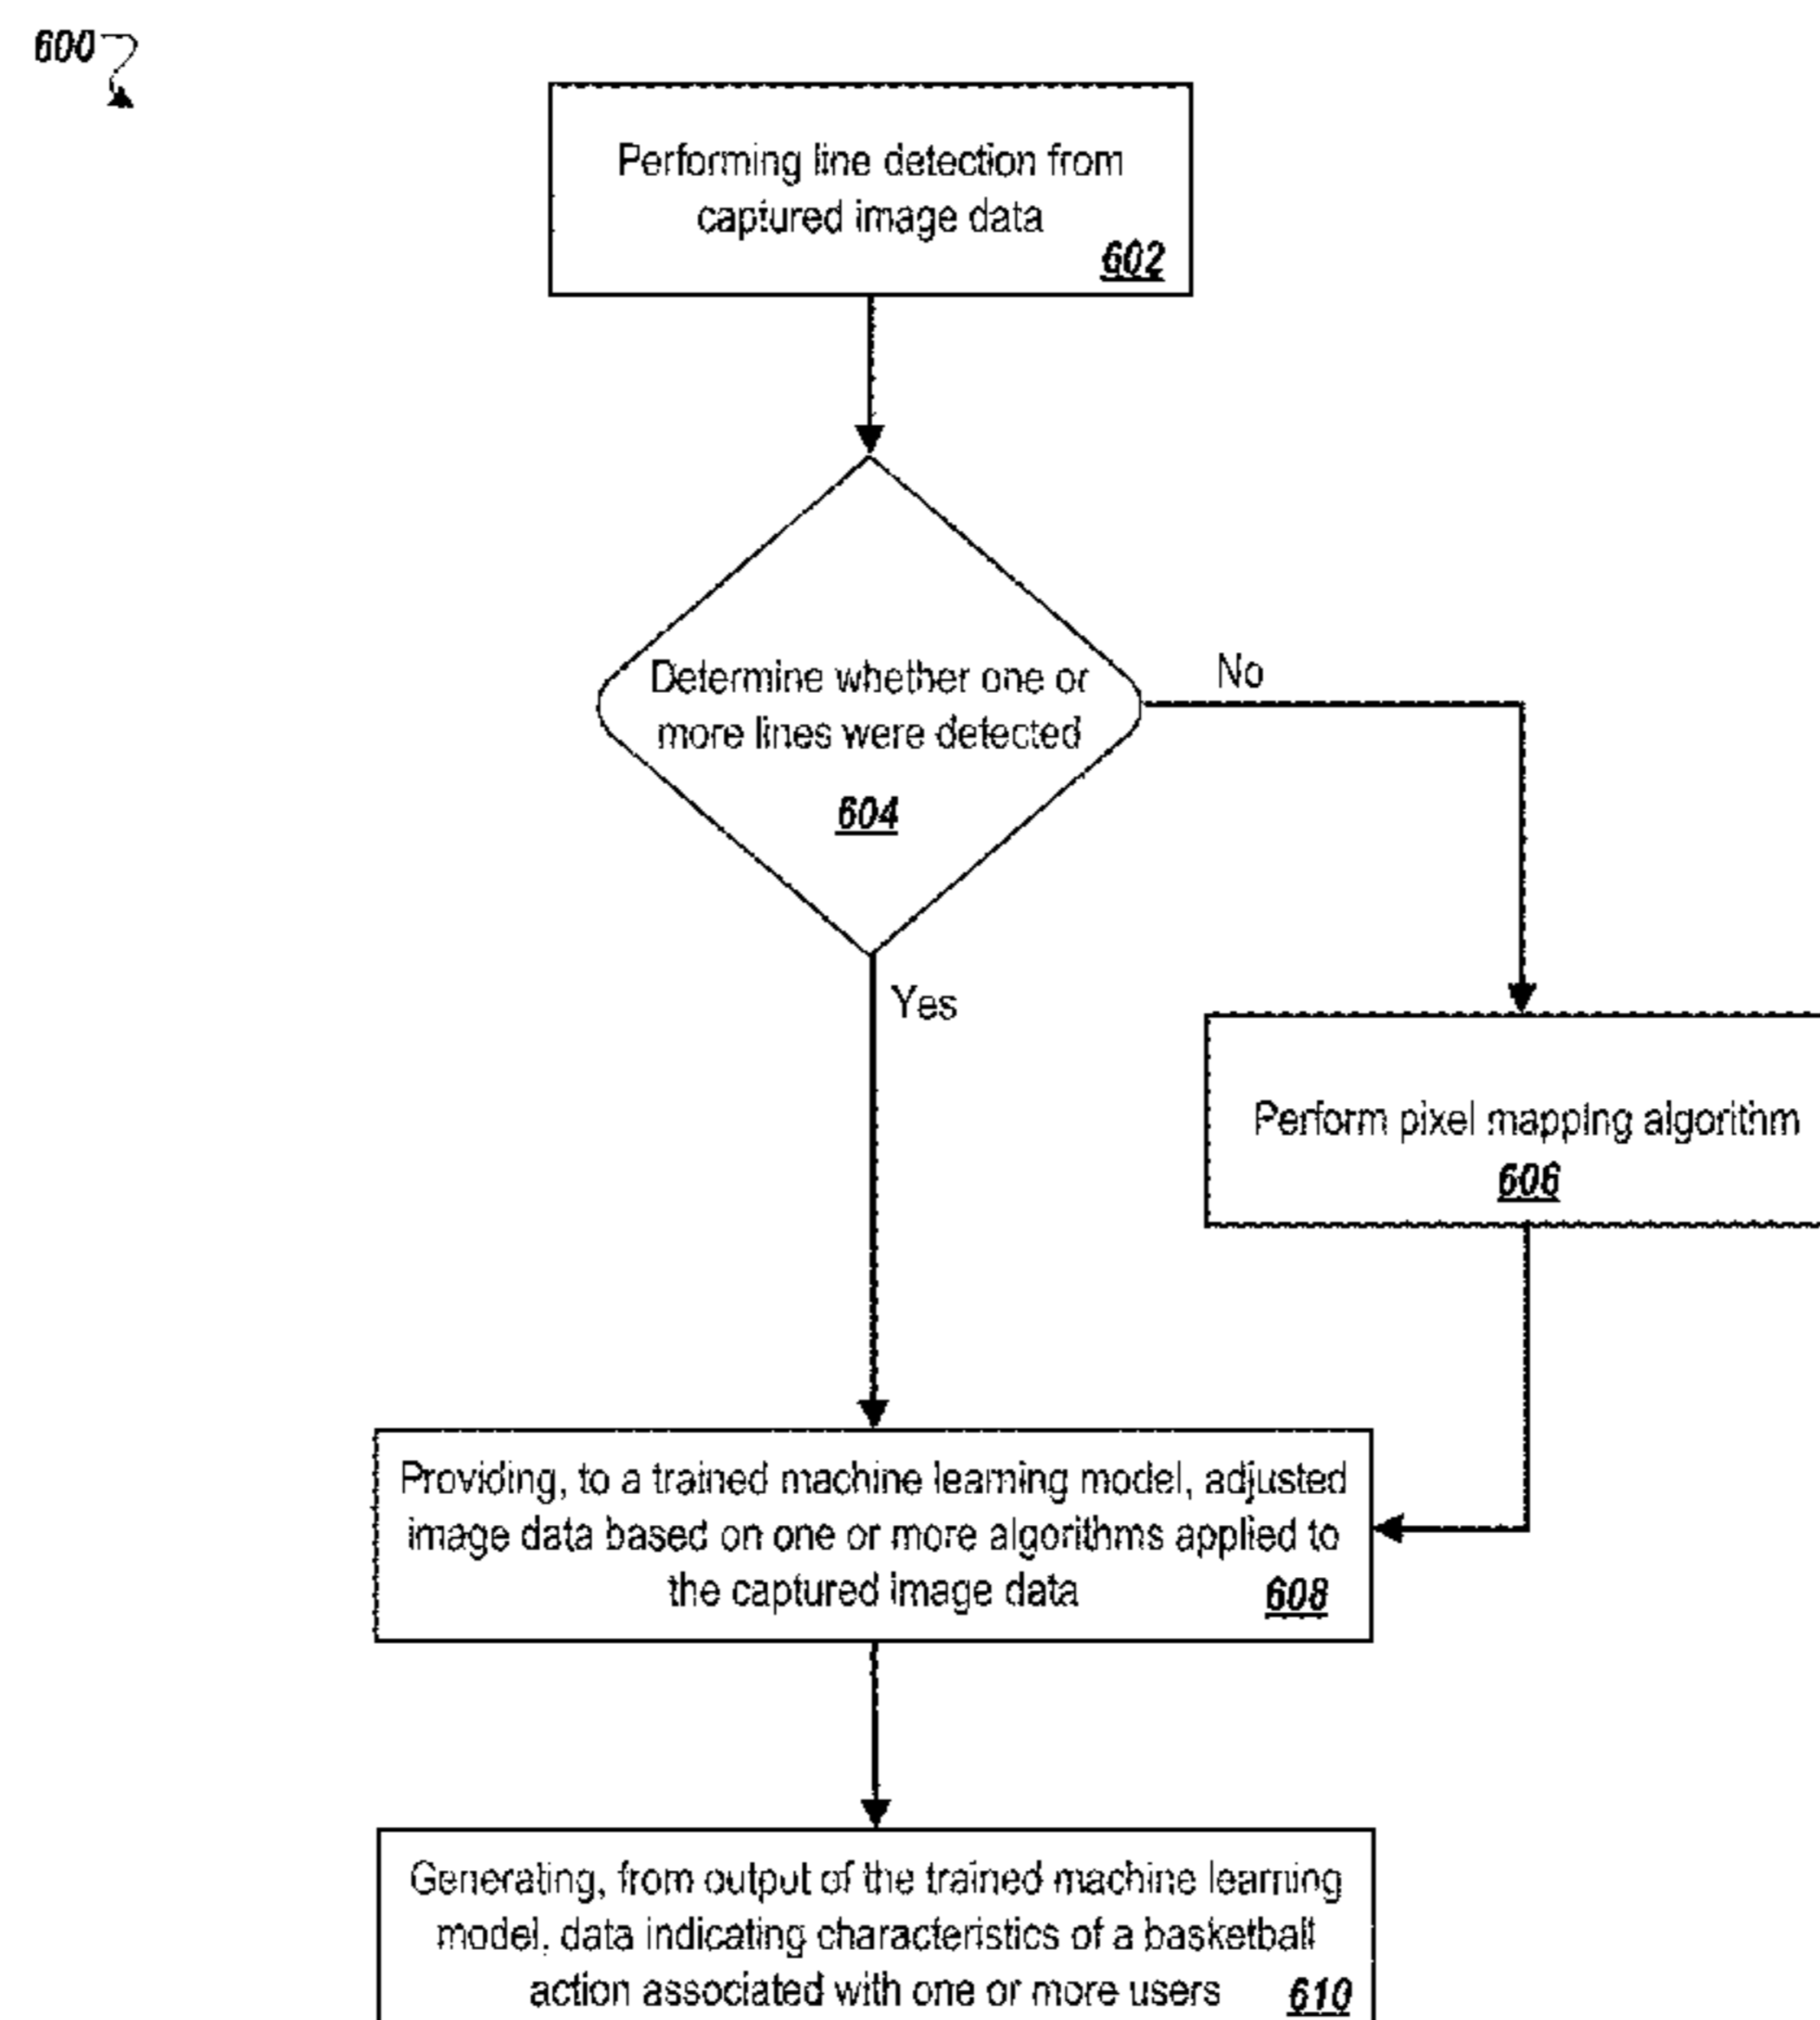 600
Performing line detection from
captured image data
602
Determine whether one or
more lines were detected
604
No
Yes
Perform pixel mapping algorithm
606
Providing, to a trained machine learning model, adjusted
image data based on one or more algorithms applied to
the captured image data
608
Generating, from output of the trained machine learning
model, data indicating characteristics of a basketball
action associated with one or more users
610